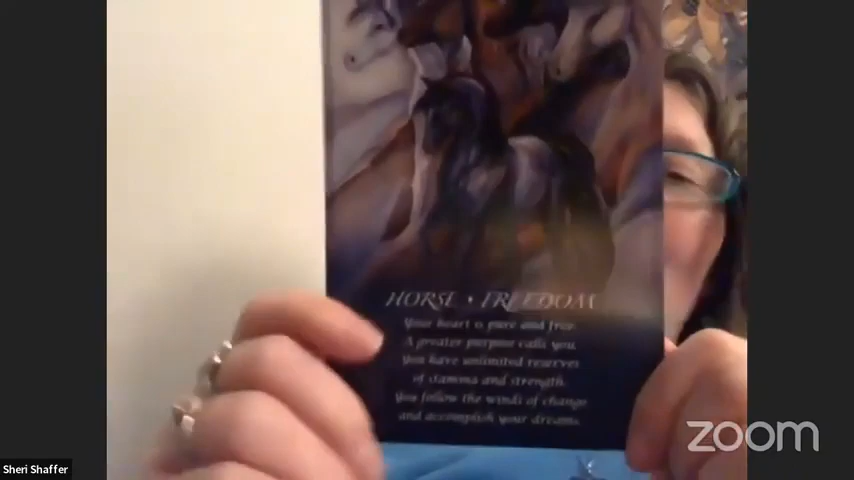 HORSE • FREEDOM
Your heart is pure and free.
A greater purpose calls you.
You have unlimited reserves
of stamina and strength.
You follow the winds of change
and accomplish your dreams.
zoom
Sheri Shaffer